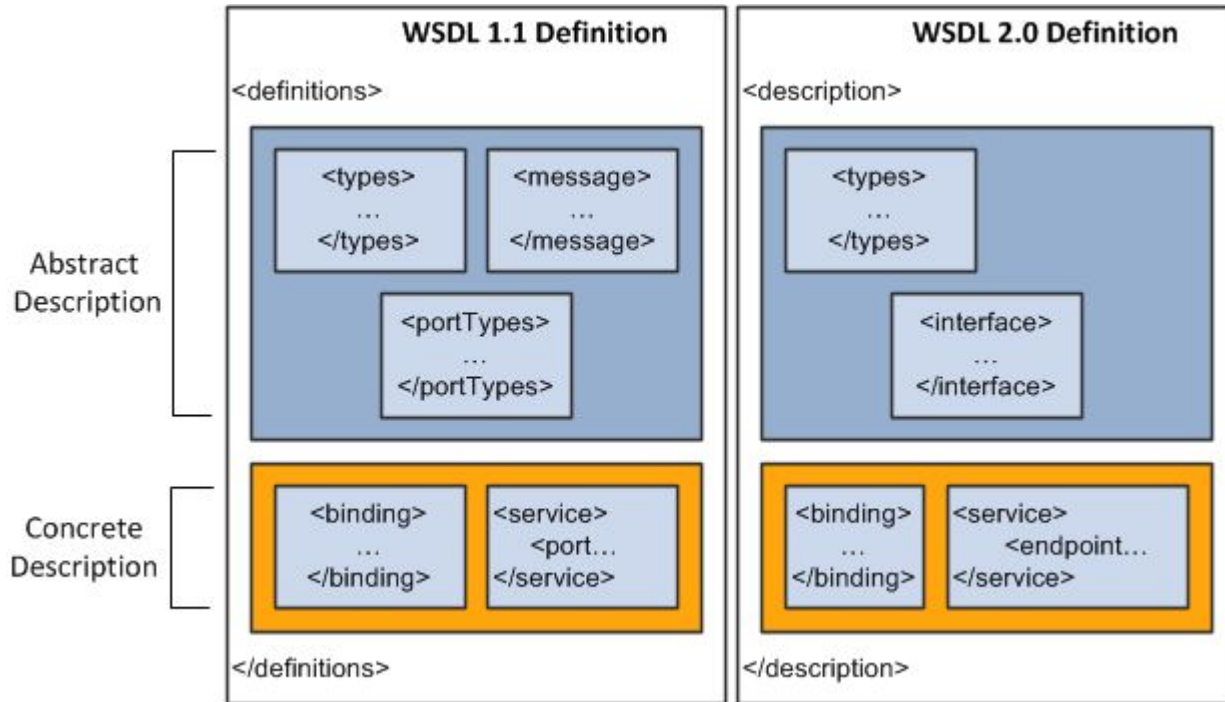 WSDL 1.1 Definition
<definitions>
Abstract
Description
<types>
…
</types>
<message>
…
</message>
<portTypes>
…
</portTypes>
Concrete
Description
<binding>
…
</binding>
<service>
<port…
</service>
</definitions>
WSDL 2.0 Definition
<description>
<types>
…
</types>
<interface>
…
</interface>
<binding>
…
</binding>
<service>
<endpoint…
</service>
</description>